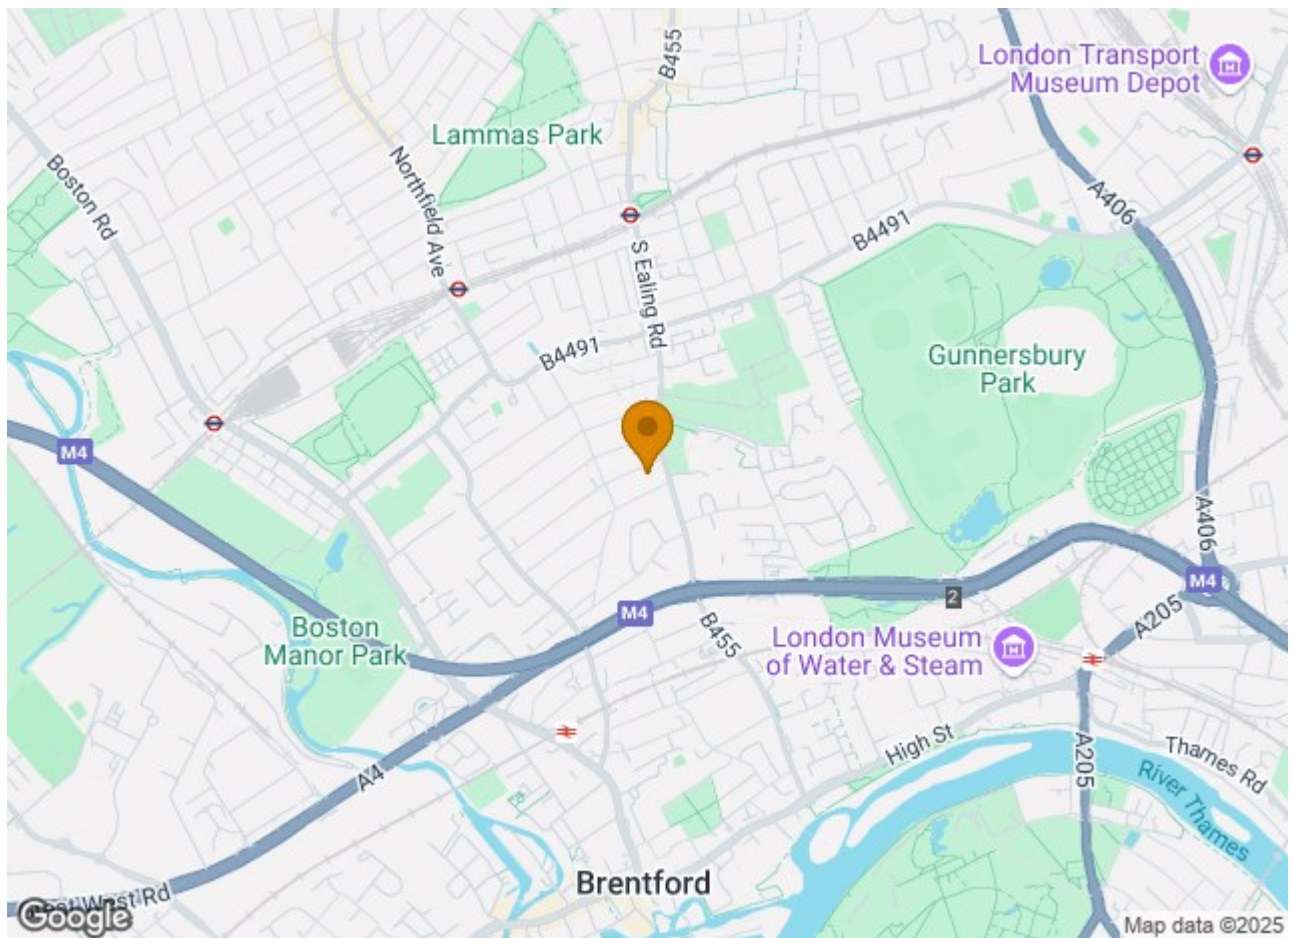 B455
London Transport
Museum Depot
Lammas Park
Boston Rd
Northfield Ave
A406
B4491
S Ealing Rd
B4491
Gunnersbury
Park
M4
A406
M4
2
M4
A205
B455
Boston
Manor Park
London Museum
of Water & Steam
High St
A205
Thames Rd
River Thames
A4
Brentford
West Rd
Google
Map data ©2025